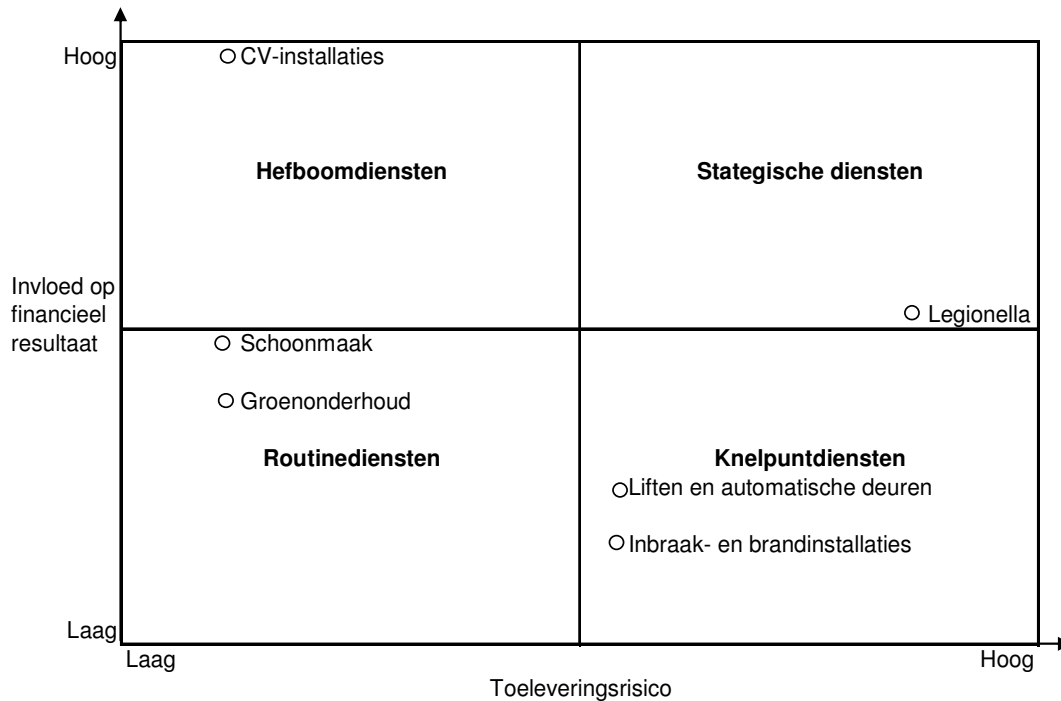 Hoog
CV-installaties
Hefboomdiensten
Stategische diensten
Invloed op
financieel
resultaat
Legionella
Schoonmaak
Groenonderhoud
Routinediensten
Knelpuntdiensten
Liften en automatische deuren
Inbraak- en brandinstallaties
Laag
Laag
Hoog
Toeleveringsrisico